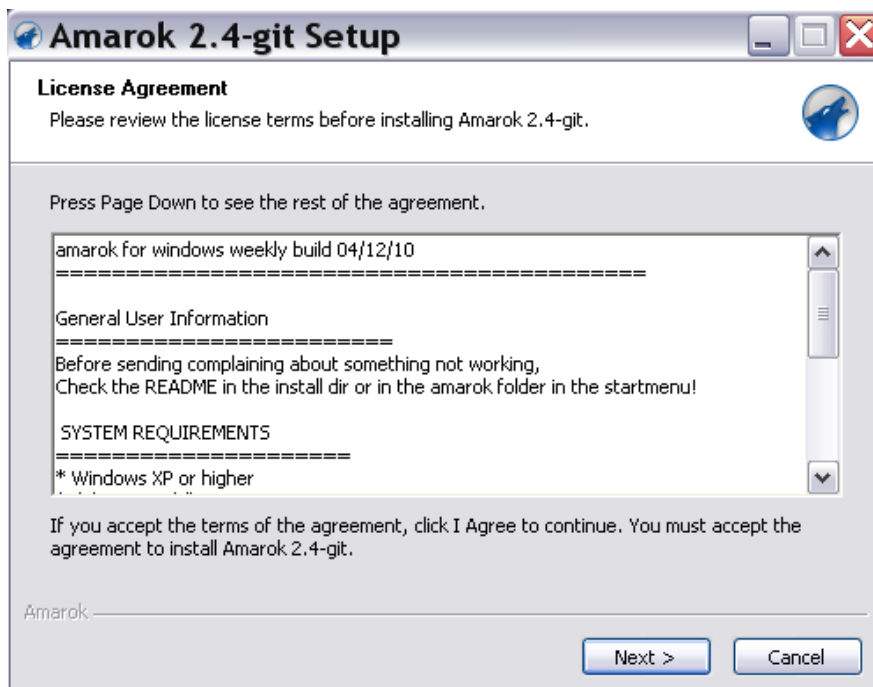 Amarok 2.4-git Setup
License Agreement
Please review the license terms before installing Amarok 2.4-git.
Press Page Down to see the rest of the agreement.
amarok for windows weekly build 04/12/10
==========================================
General User Information
========================
Before sending complaining about something not working,
Check the README in the install dir or in the amarok folder in the startmenu!
SYSTEM REQUIREMENTS
=====================
* Windows XP or higher
If you accept the terms of the agreement, click I Agree to continue. You must accept the
agreement to install Amarok 2.4-git.
Amarok
Next >
Cancel